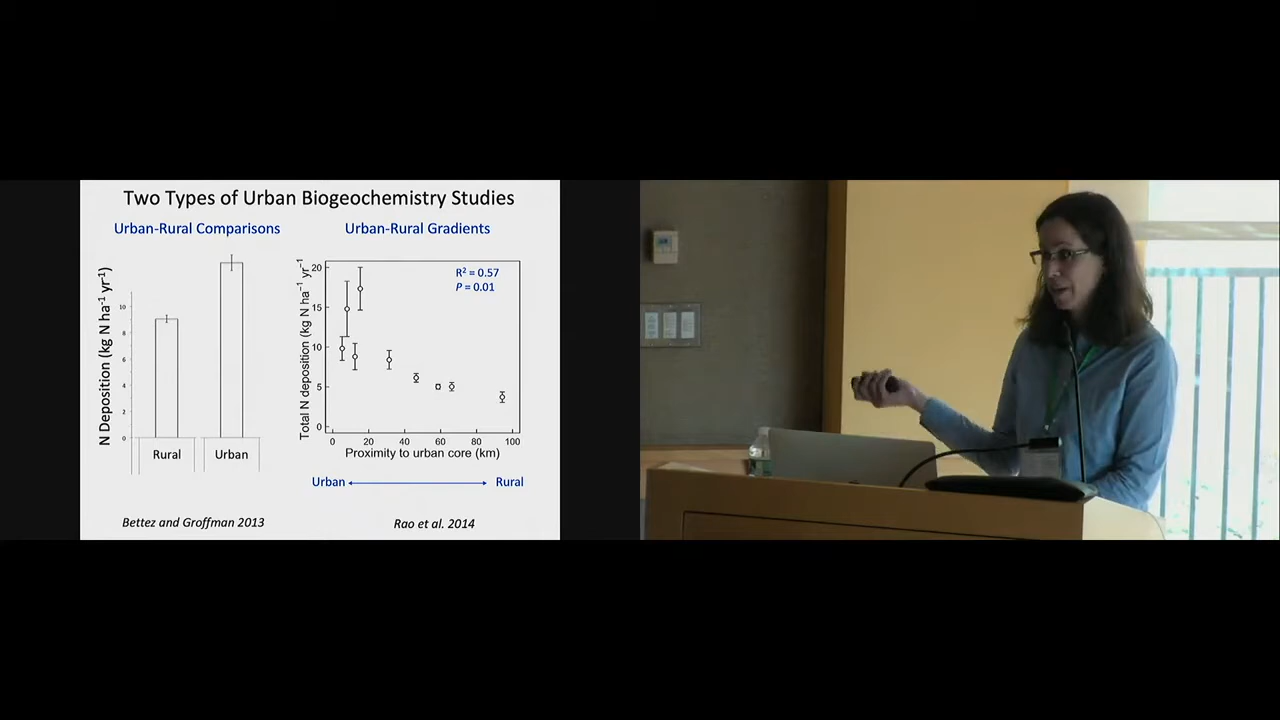 Two Types of Urban Biogeochemistry Studies
Urban-Rural Comparisons
N Deposition (kg N ha-1 yr-1)
10
8
6
4
2
0
Rural
Urban
Bettez and Groffman 2013
Urban-Rural Gradients
R2 = 0.57
P = 0.01
Total N deposition (kg N ha-1 yr-1)
20
15
10
5
0
0 20 40 60 80 100
Proximity to urban core (km)
Urban
Rural
Rao et al. 2014